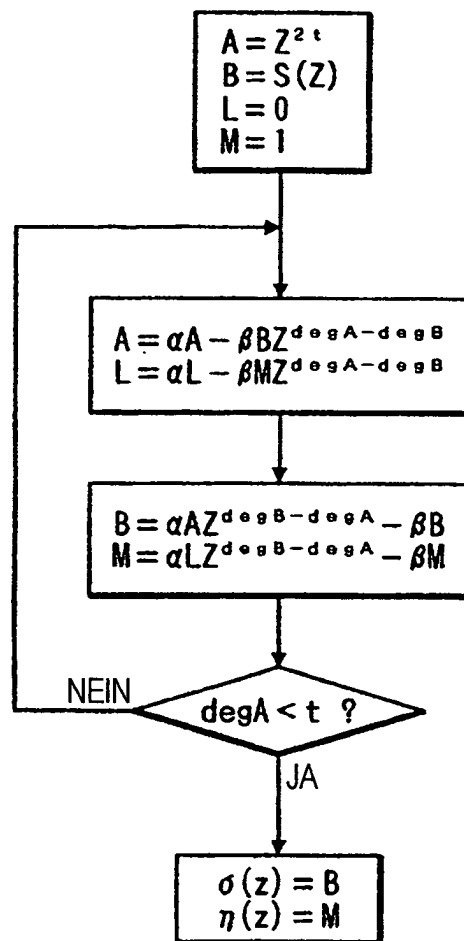 A = Z^{2t}
B = S(Z)
L = 0
M = 1
A = αA − βBZ^{degA−degB}
L = αL − βMZ^{degA−degB}
B = αAZ^{degB−degA} − βB
M = αLZ^{degB−degA} − βM
NEIN
degA < t ?
JA
σ(z) = B
η(z) = M